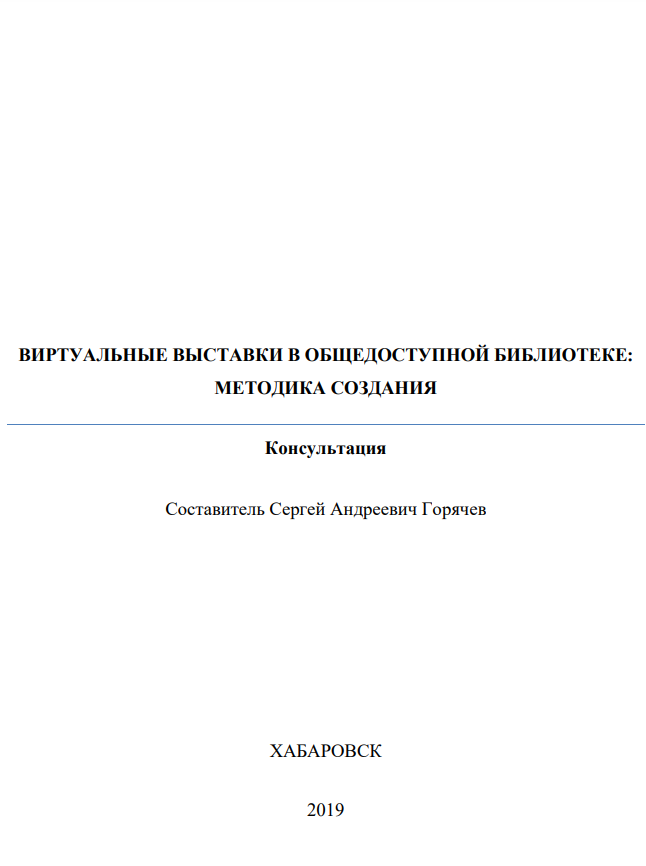 ВИРТУАЛЬНЫЕ ВЫСТАВКИ В ОБЩЕДОСТУПНОЙ БИБЛИОТЕКЕ:
МЕТОДИКА СОЗДАНИЯ
Консультация
Составитель Сергей Андреевич Горячев
ХАБАРОВСК
2019